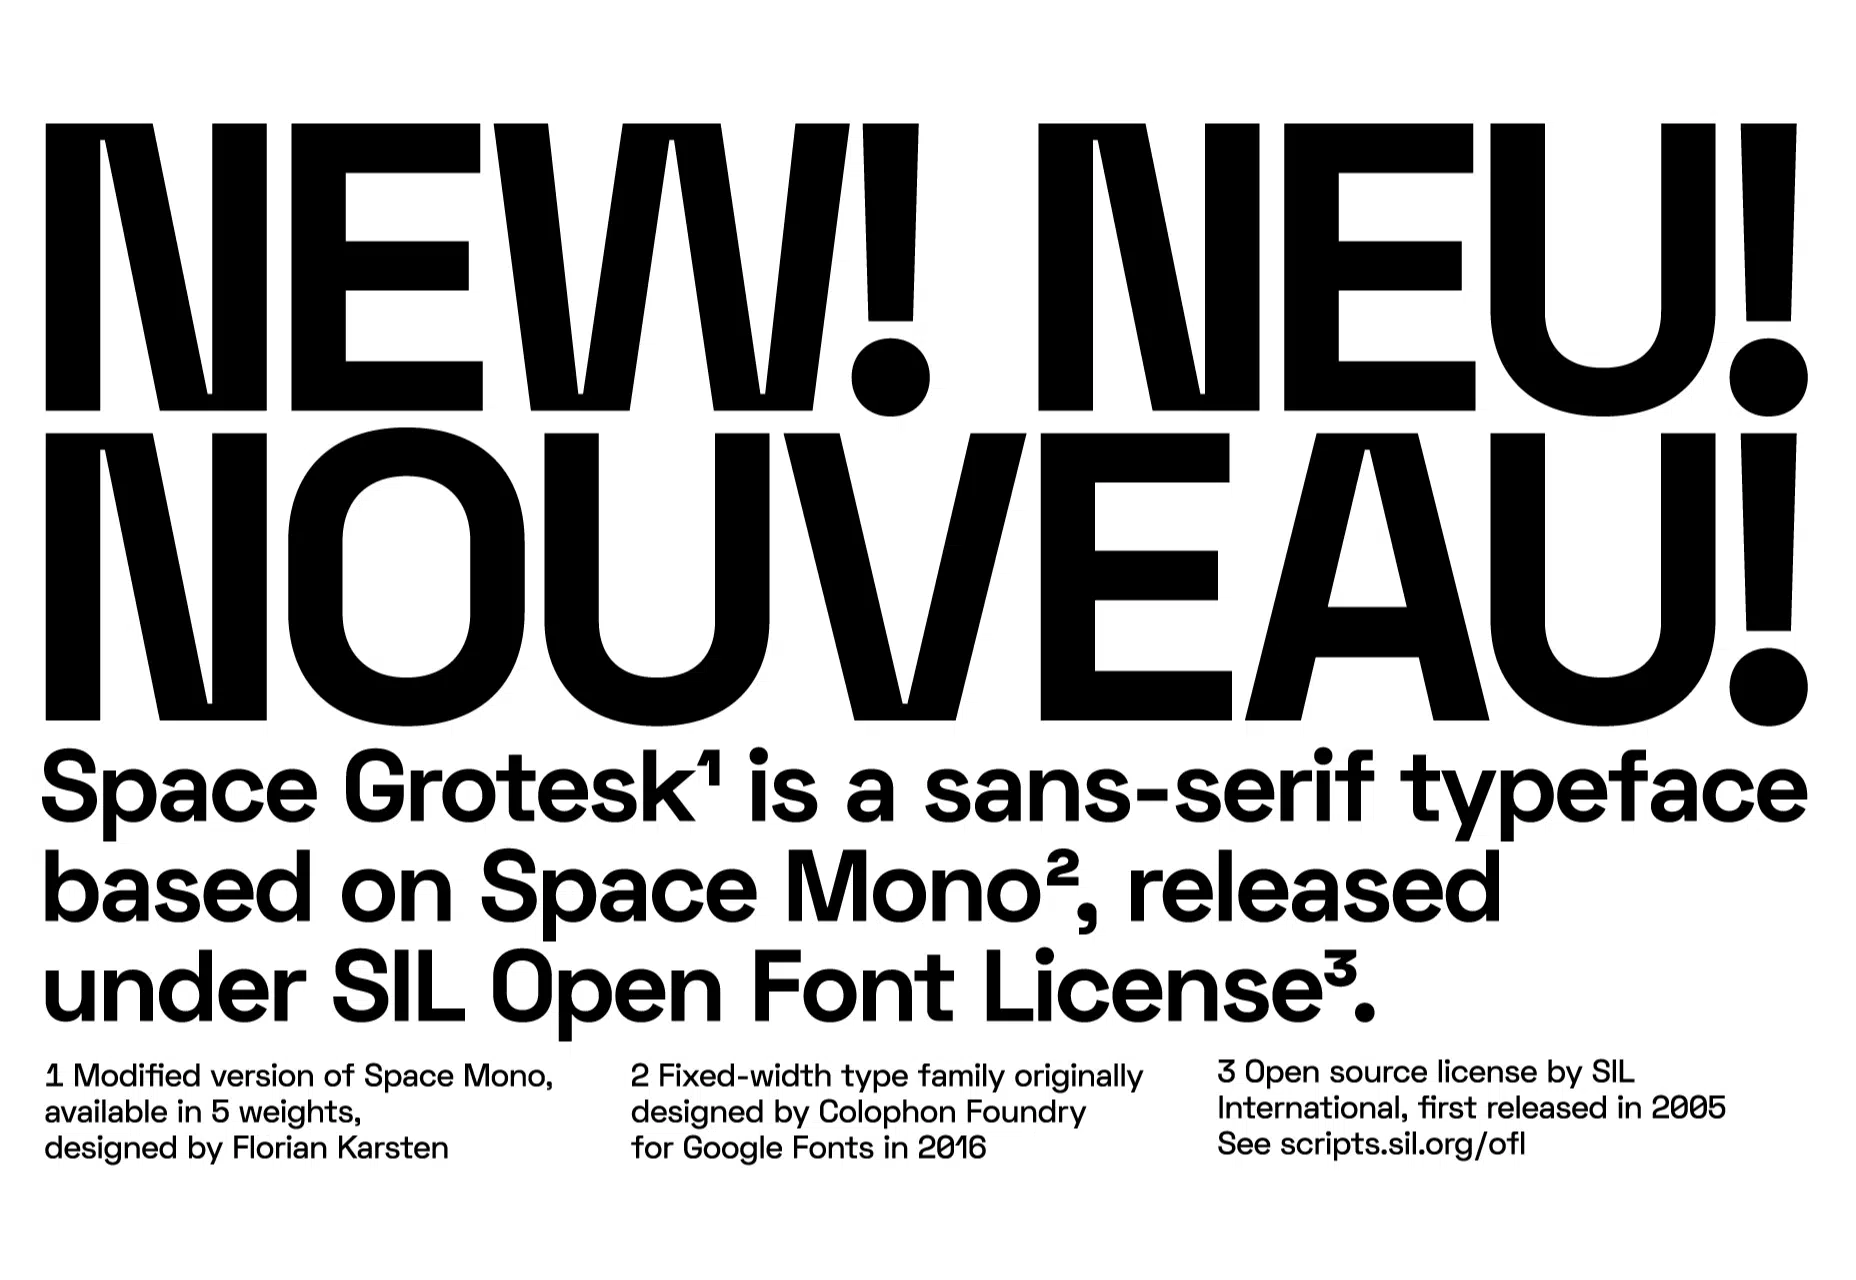 NEW! NEU!
NOUVEAU!
Space Grotesk¹ is a sans-serif typeface
based on Space Mono², released
under SIL Open Font License³.
1 Modified version of Space Mono,
available in 5 weights,
designed by Florian Karsten
2 Fixed-width type family originally
designed by Colophon Foundry
for Google Fonts in 2016
3 Open source license by SIL
International, first released in 2005
See scripts.sil.org/ofl